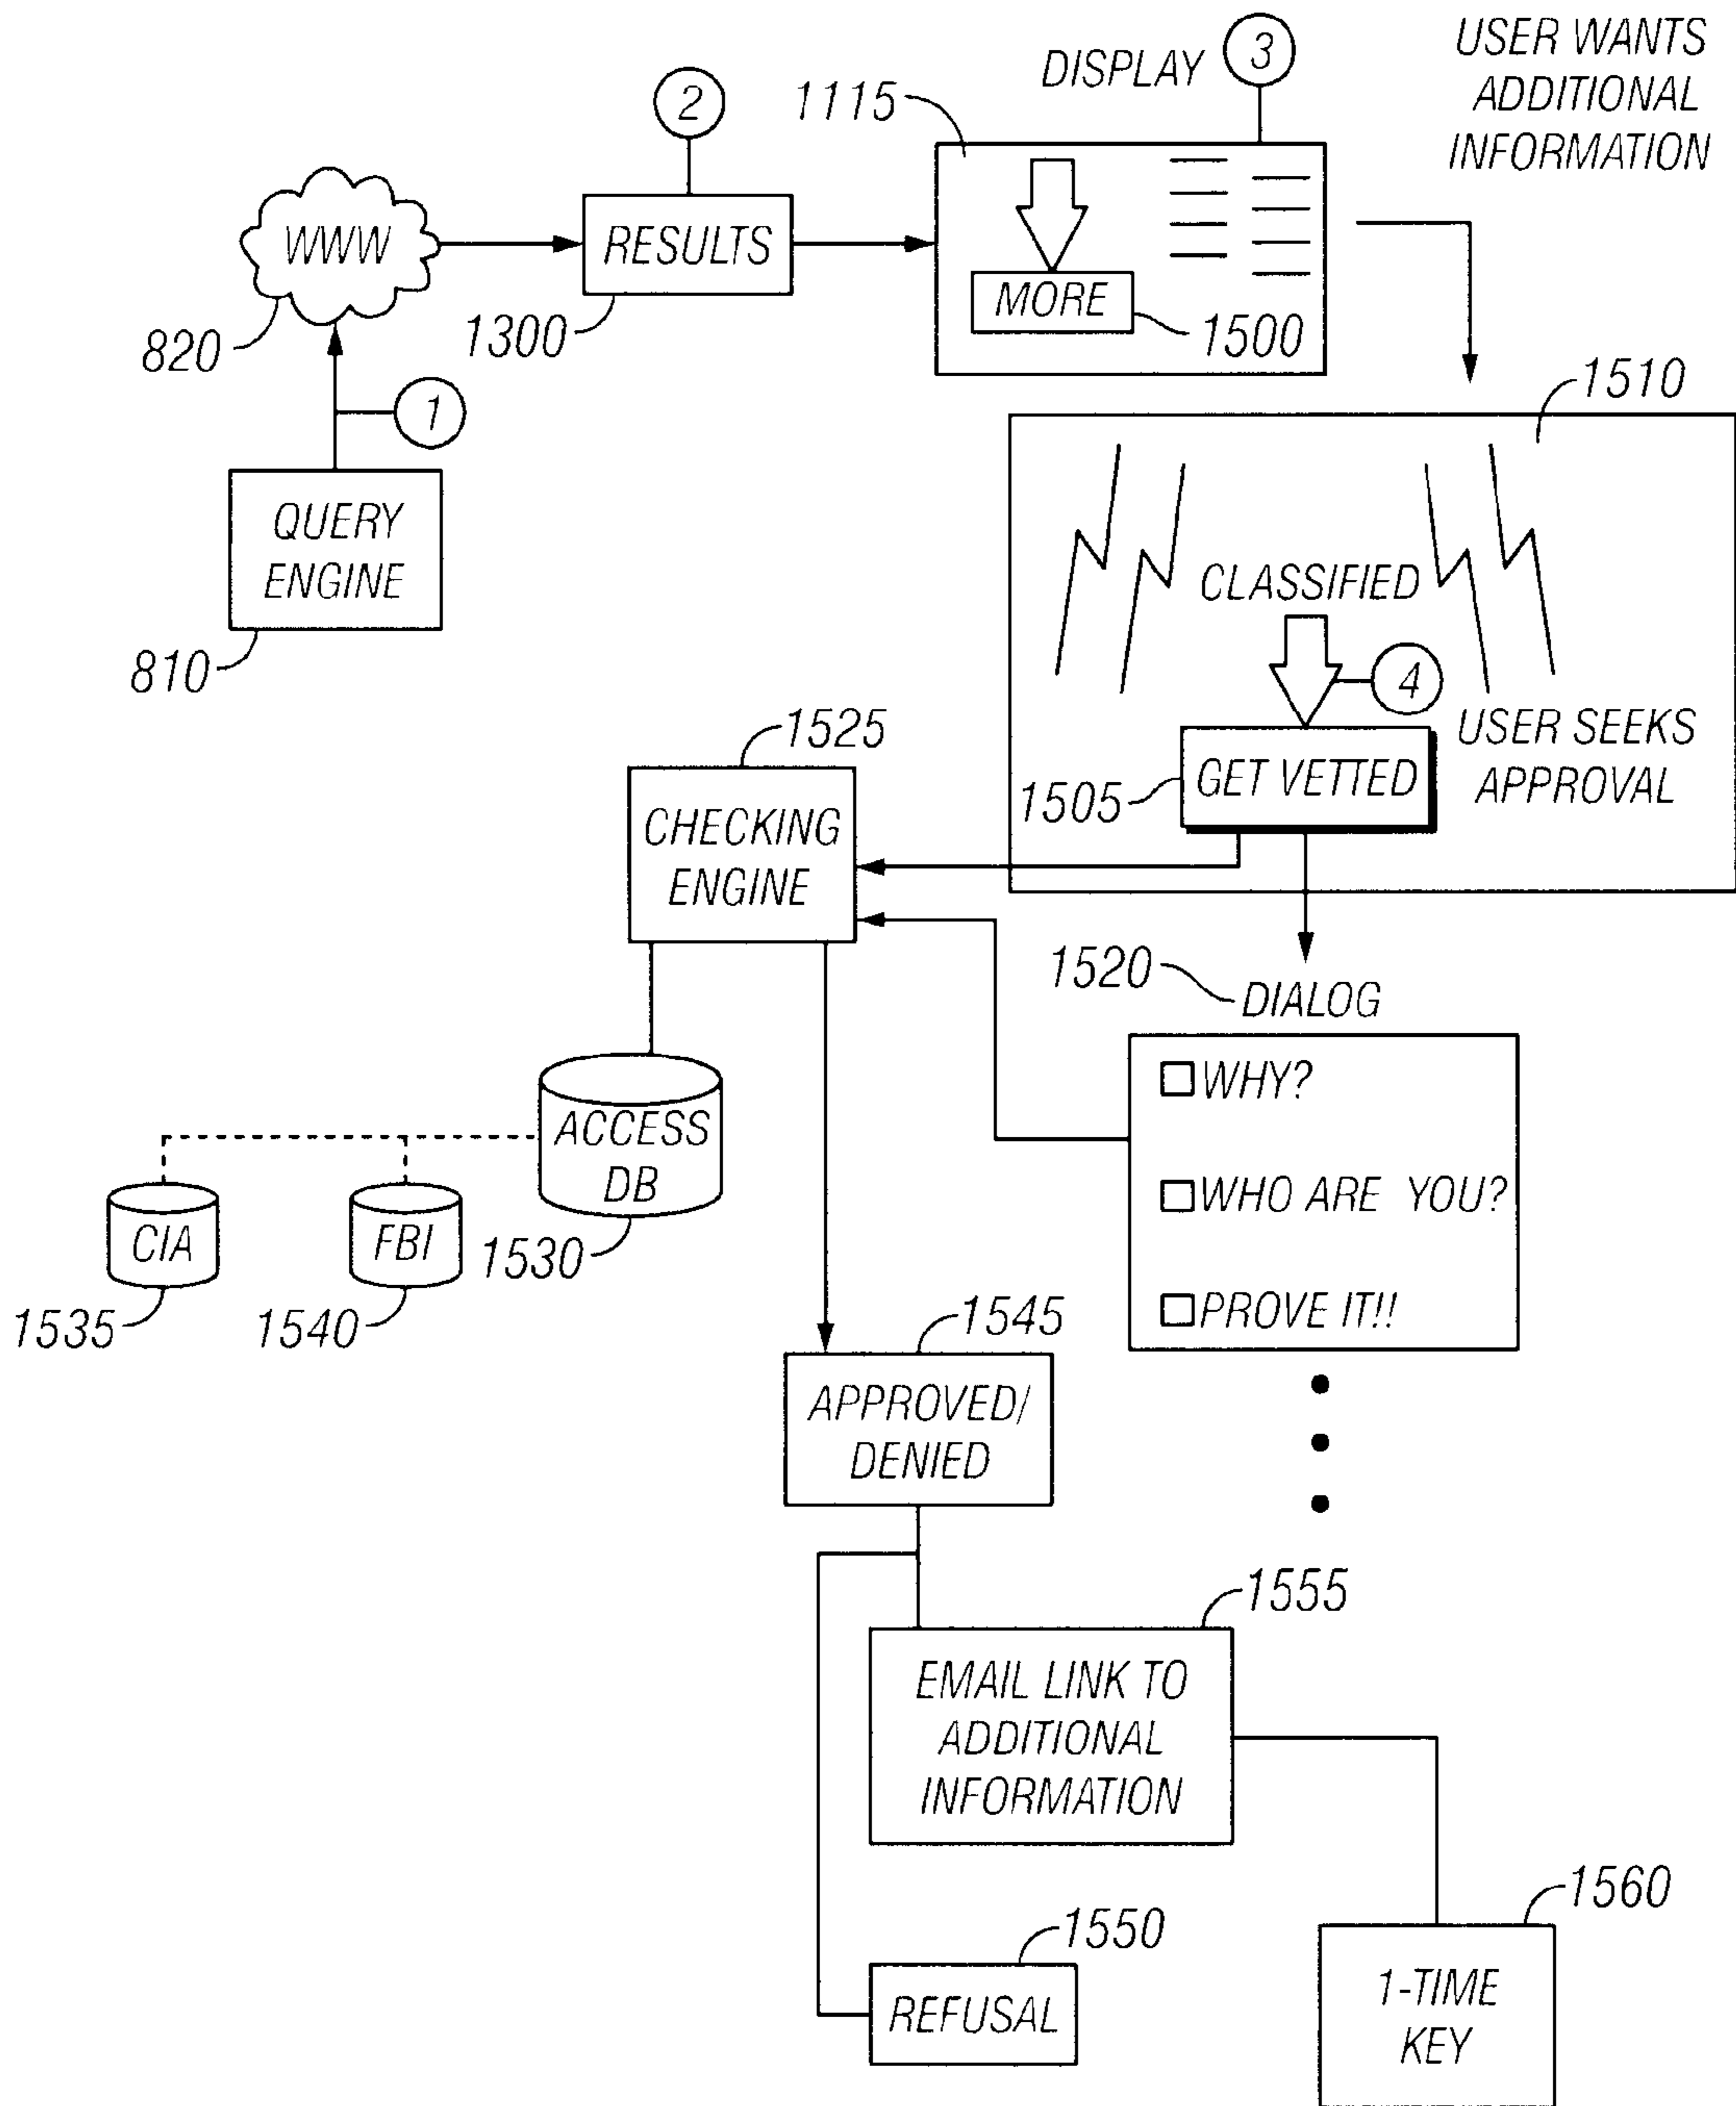 DISPLAY
3
USER WANTS
ADDITIONAL
INFORMATION
1115
2
WWW
RESULTS
MORE
820
1300
1500
1
1510
QUERY
ENGINE
810
CLASSIFIED
4
1525
USER SEEKS
APPROVAL
GET VETTED
1505
CHECKING
ENGINE
1520
DIALOG
WHY?
WHO ARE YOU?
PROVE IT!!
ACCESS
DB
CIA
FBI
1530
1535
1540
1545
APPROVED/
DENIED
1555
EMAIL LINK TO
ADDITIONAL
INFORMATION
1550
REFUSAL
1560
1-TIME
KEY